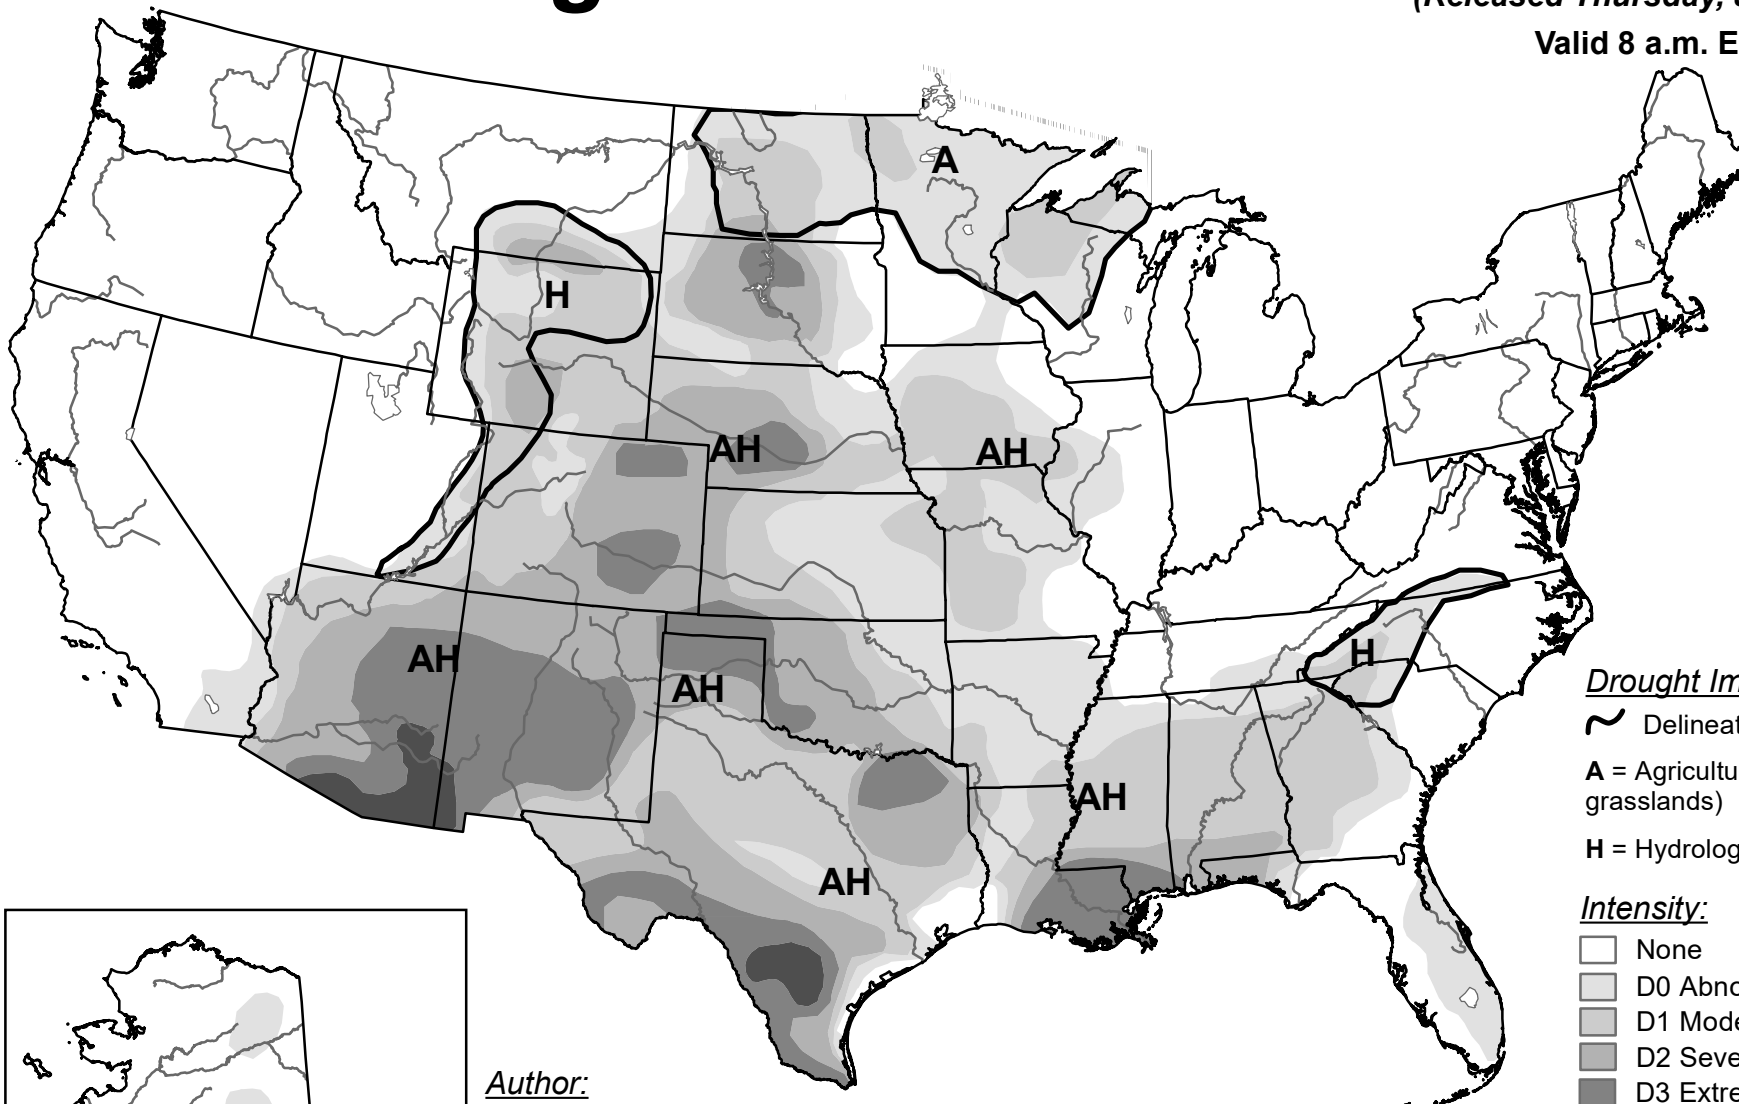 (Released Thursday,
Valid 8 a.m. E
A
H
AH
AH
AH
AH
H
AH
AH
Drought Im
Delineat
A = Agricultu
grasslands)
H = Hydrolog
Intensity:
None
D0 Abno
D1 Mode
D2 Seve
D3 Extre
Author: